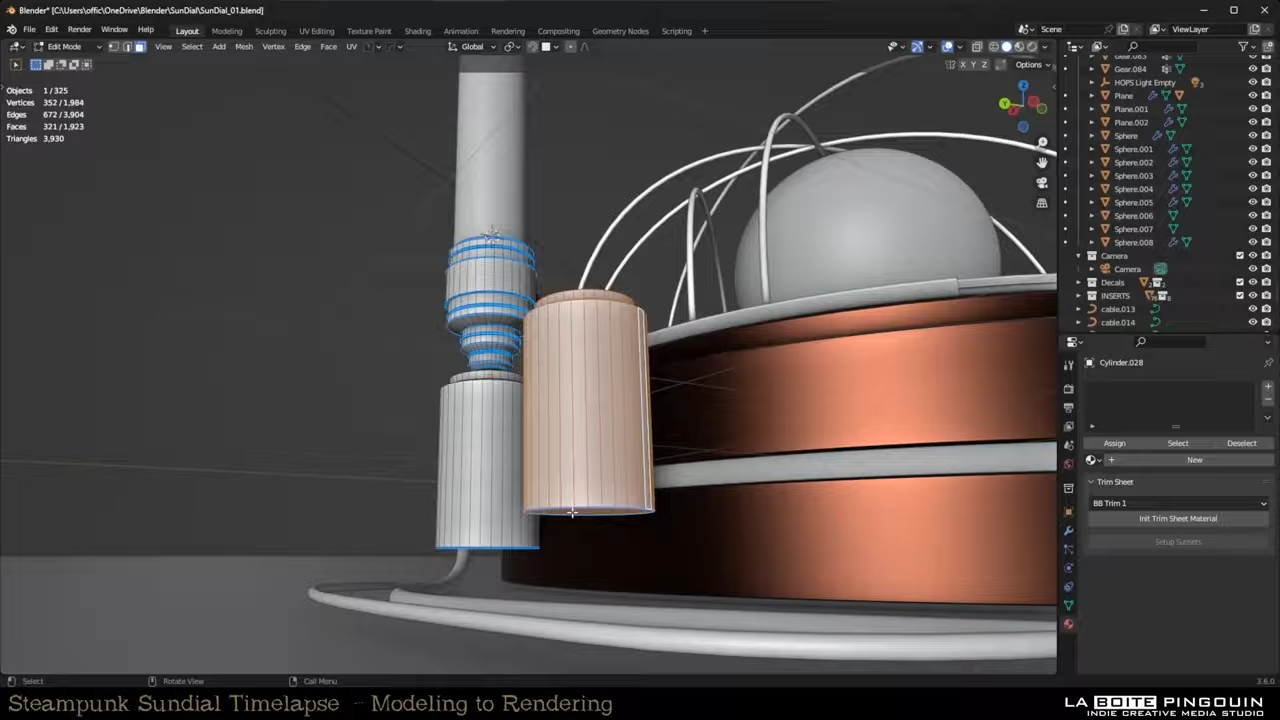 Blender* [C:\Users\offic\OneDrive\Blender\SunDial\SunDial_01.blend]
File Edit Render Window Help Layout Modeling Sculpting UV Editing Texture Paint Shading Animation Rendering Compositing Geometry Nodes Scripting + Scene ViewLayer
Edit Mode View Select Add Mesh Vertex Edge Face UV Global
X Y Z Options
Objects 1 / 325
Vertices 352 / 1,984
Edges 672 / 3,904
Faces 321 / 1,923
Triangles 3,930
Gear.083
Gear.084
HOPS Light Empty
Plane
Plane.001
Plane.002
Sphere
Sphere.001
Sphere.002
Sphere.003
Sphere.004
Sphere.005
Sphere.006
Sphere.007
Sphere.008
Camera
Camera
Decals
INSERTS
cable.013
cable.014
Cylinder.028
Assign Select Deselect
New
Trim Sheet
BB Trim 1
Init Trim Sheet Material
Setup Subsets
Select Rotate View Call Menu 3.6.0
Steampunk Sundial Timelapse - Modeling to Rendering
LA BOITE PINGOUIN
INDIE CREATIVE MEDIA STUDIO